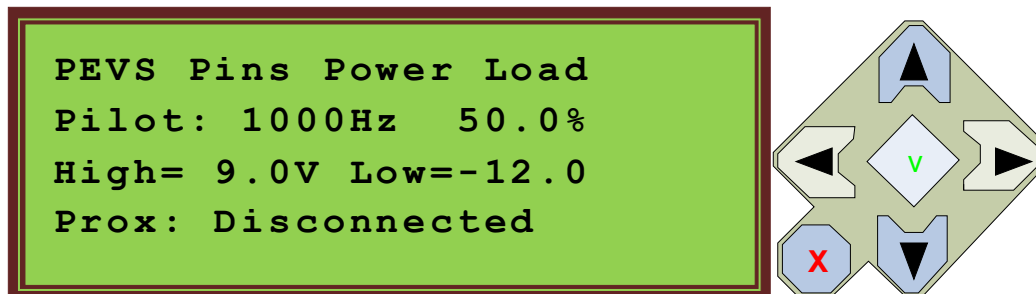 PEVS Pins Power Load
Pilot: 1000Hz 50.0%
High= 9.0V Low=-12.0
Prox: Disconnected
v
X